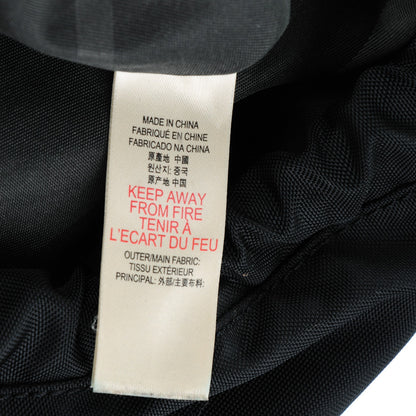 MADE IN CHINA
FABRIQUÉ EN CHINE
FABRICADO NA CHINA
原產地 中國
원산지: 중국
原产地 中国
KEEP AWAY
FROM FIRE
TENIR À
L'ECART DU FEU
OUTER/MAIN FABRIC:
TISSU EXTÉRIEUR
PRINCIPAL: 外部/主要布料: